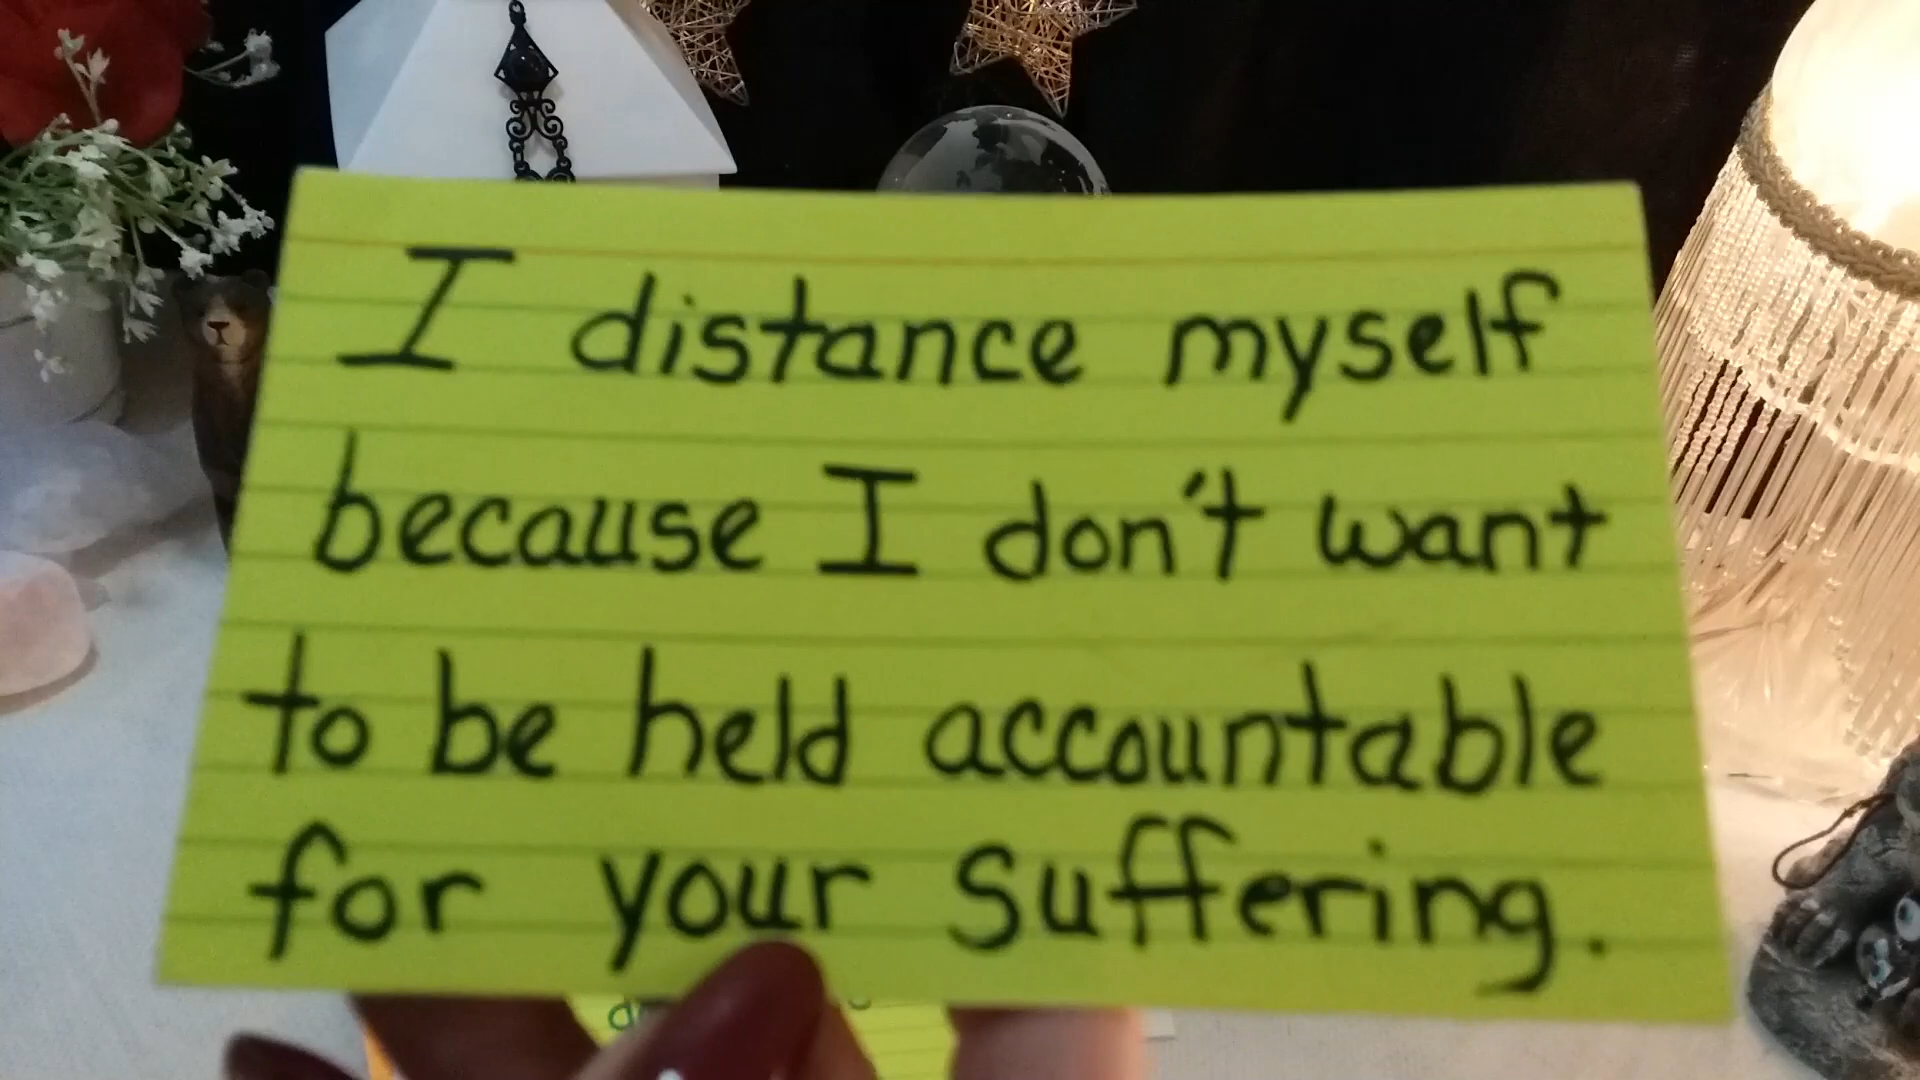 I distance myself
because I don't want
to be held accountable
for your suffering.